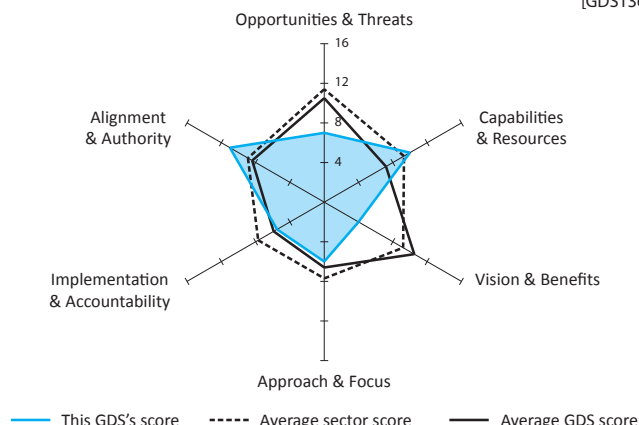 [GDS13
Opportunities & Threats
16
12
8
4
Alignment
& Authority
Capabilities
& Resources
Implementation
& Accountability
Vision & Benefits
Approach & Focus
This GDS's score
Average sector score
Average GDS score